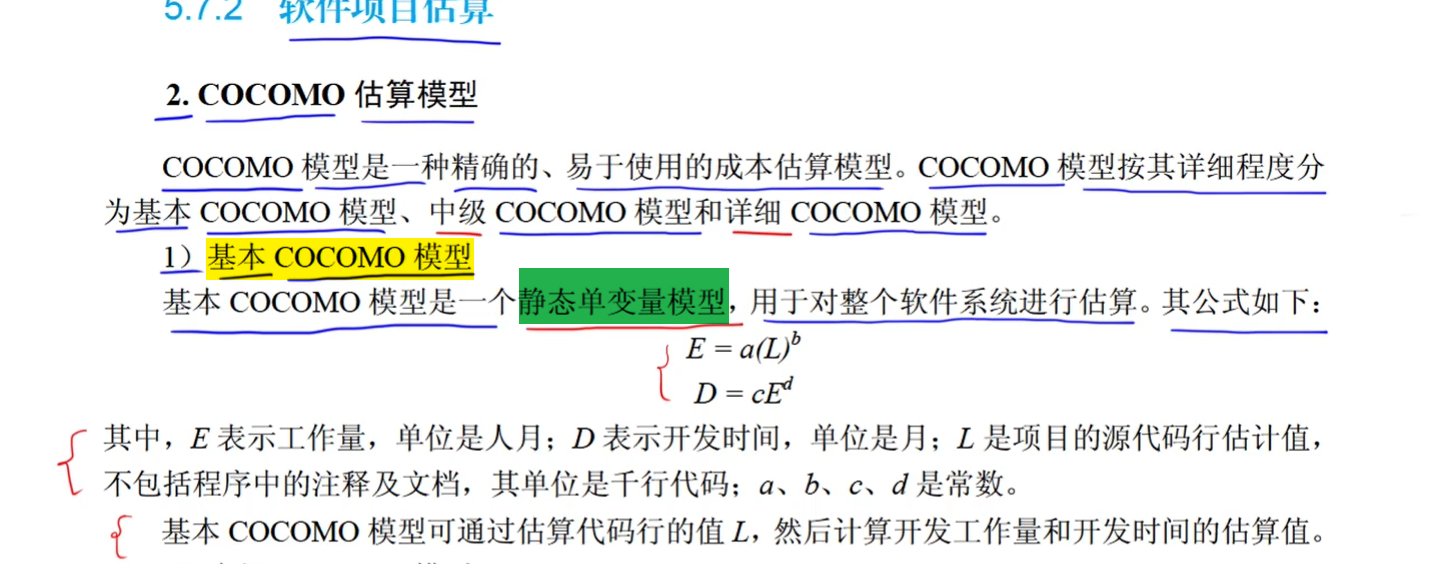 5.7.2 软件项目估算
2. COCOMO 估算模型
COCOMO 模型是一种精确的、易于使用的成本估算模型。COCOMO 模型按其详细程度分
为基本 COCOMO 模型、中级 COCOMO 模型和详细 COCOMO 模型。
1）基本 COCOMO 模型
基本 COCOMO 模型是一个静态单变量模型，用于对整个软件系统进行估算。其公式如下：
E = a(L)^b
D = cE^d
其中，E 表示工作量，单位是人月；D 表示开发时间，单位是月；L 是项目的源代码行估计值，
不包括程序中的注释及文档，其单位是千行代码；a、b、c、d 是常数。
基本 COCOMO 模型可通过估算代码行的值 L，然后计算开发工作量和开发时间的估算值。